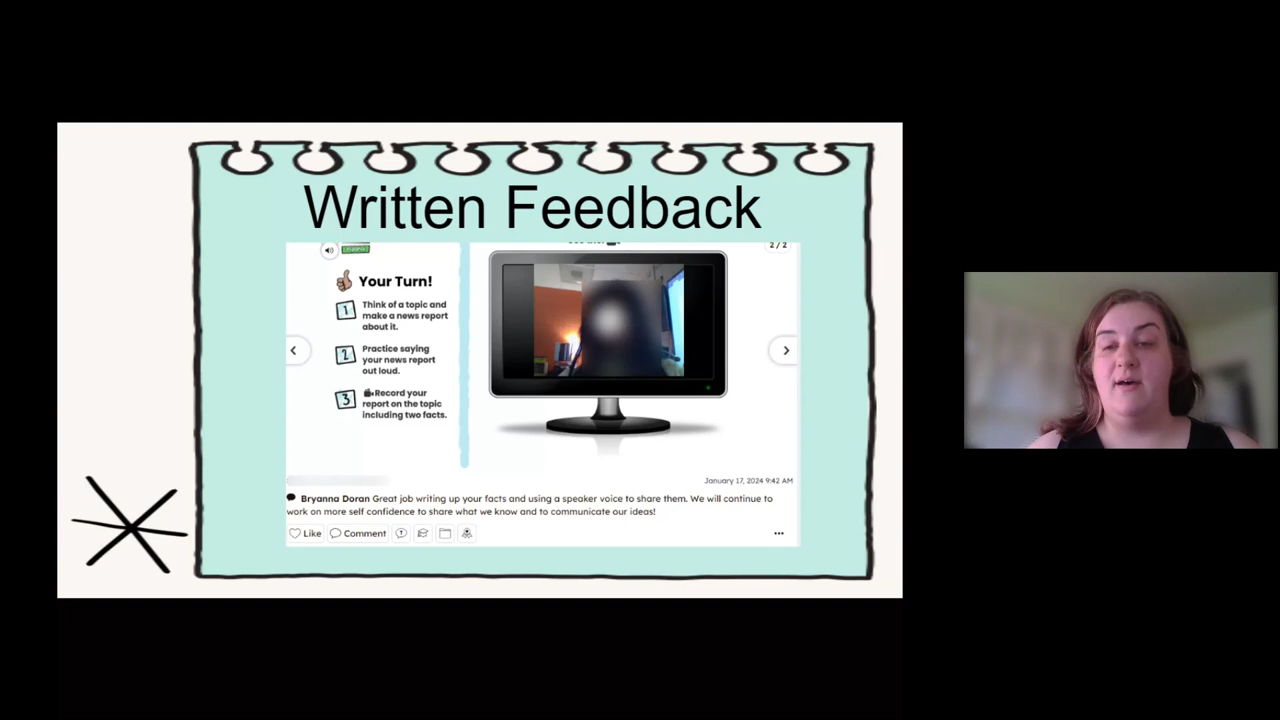 Written Feedback
2 / 2
Your Turn!
1
Think of a topic and
make a news report
about it.
2
Practice saying
your news report
out loud.
3
Record your
report on the topic
including two facts.
January 17, 2024 9:42 AM
Bryanna Doran Great job writing up your facts and using a speaker voice to share them. We will continue to
work on more self confidence to share what we know and to communicate our ideas!
Like
Comment